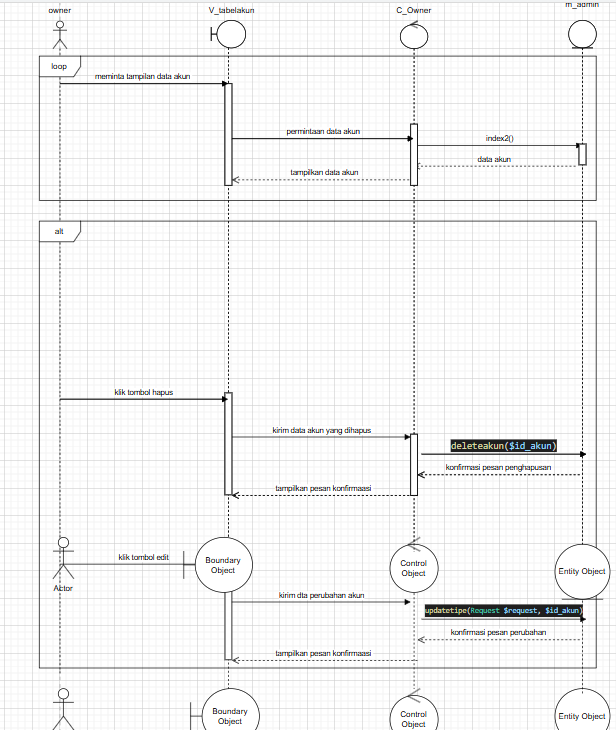 owner
V_tabelakun
C_Owner
m_admin
loop
meminta tampilan data akun
permintaan data akun
index2()
data akun
tampilkan data akun
alt
klik tombol hapus
kirim data akun yang dihapus
deleteakun($id_akun)
konfirmasi pesan penghapusan
tampilkan pesan konfirmaasi
klik tombol edit
Boundary
Object
Control
Object
Entity Object
Actor
kirim dta perubahan akun
updatetipe(Request $request, $id_akun)
konfirmasi pesan perubahan
tampilkan pesan konfirmaasi
Boundary
Object
Control
Object
Entity Object